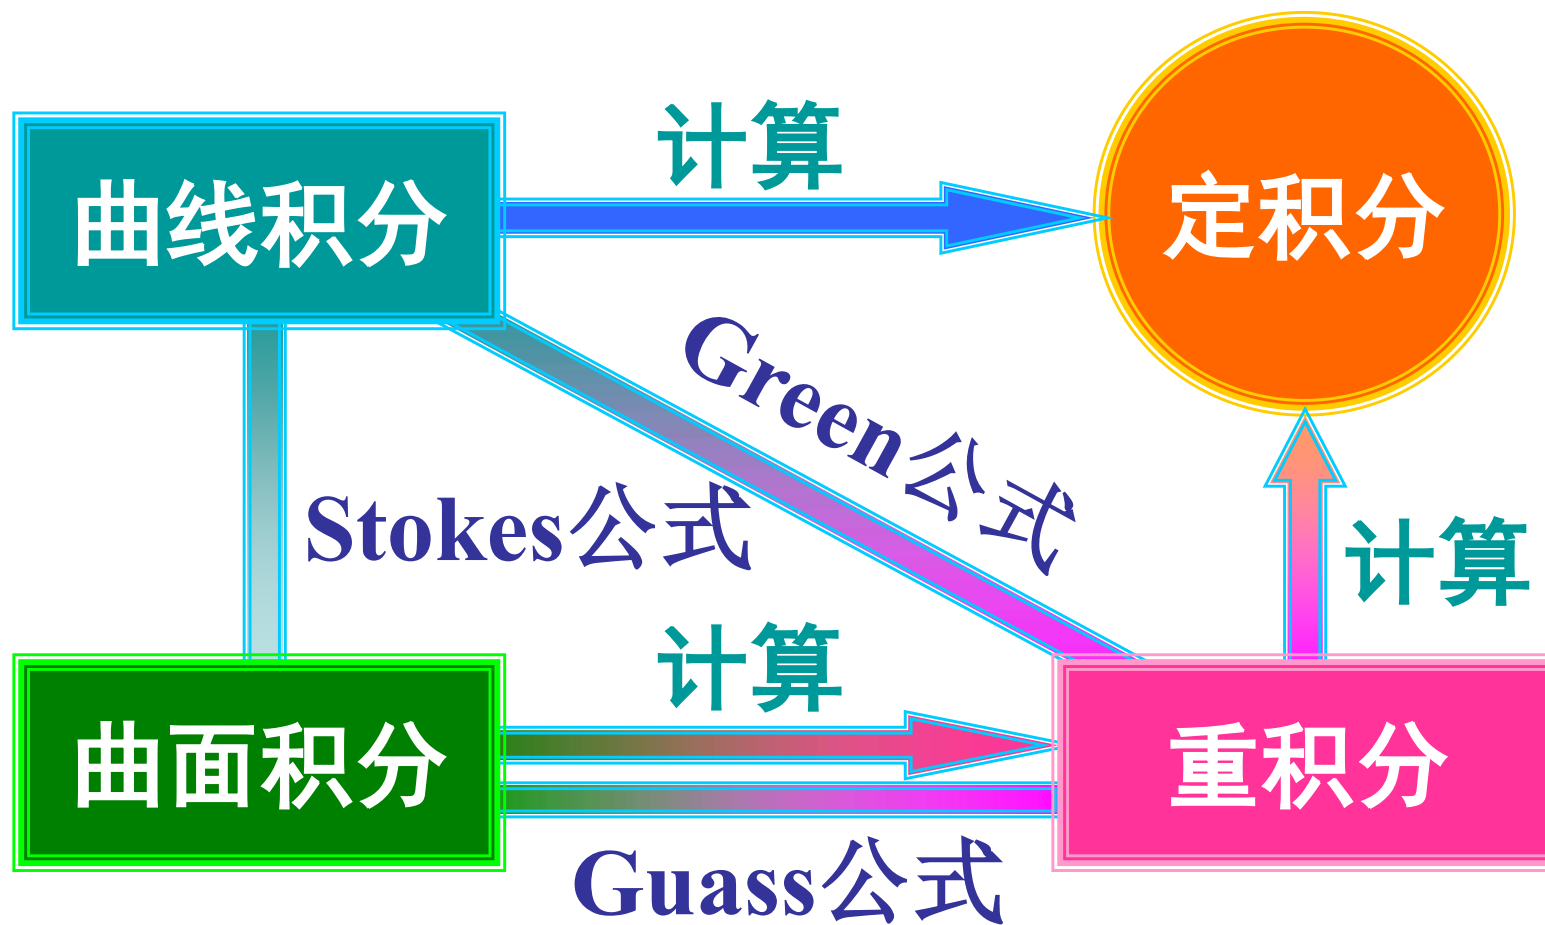 计算
曲线积分
定积分
Green公式
Stokes公式
计算
计算
曲面积分
重积分
Guass公式